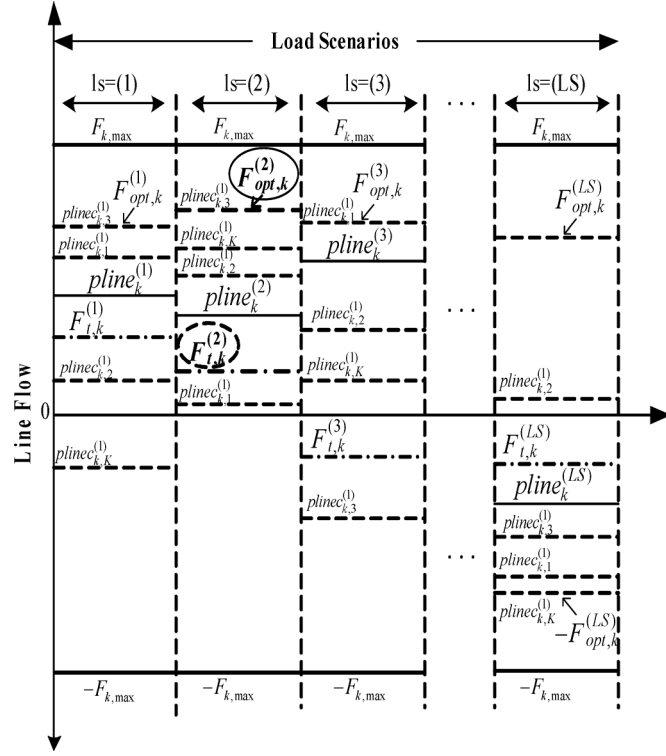 Load Scenarios
ls=(1) ls=(2) ls=(3) · · · ls=(LS)
F_{k,max} F_{k,max} F_{k,max} F_{k,max}
plinec_{k,3}^{(1)} F_{opt,k}^{(1)}
plinec_{k,1}^{(1)}
pline_k^{(1)}
F_{t,k}^{(1)}
plinec_{k,2}^{(1)}
plinec_{k,K}^{(1)}
plinec_{k,3}^{(1)} F_{opt,k}^{(2)}
plinec_{k,K}^{(1)}
plinec_{k,2}^{(1)}
pline_k^{(2)}
F_{t,k}^{(2)}
plinec_{k,1}^{(1)}
plinec_{k,1}^{(1)} F_{opt,k}^{(3)}
pline_k^{(3)}
plinec_{k,2}^{(1)}
plinec_{k,K}^{(1)}
F_{t,k}^{(3)}
plinec_{k,3}^{(1)}
· · ·
· · ·
F_{opt,k}^{(LS)}
plinec_{k,2}^{(1)}
F_{t,k}^{(LS)}
pline_k^{(LS)}
plinec_{k,3}^{(1)}
plinec_{k,1}^{(1)}
plinec_{k,K}^{(1)} -F_{opt,k}^{(LS)}
-F_{k,max} -F_{k,max} -F_{k,max} -F_{k,max}
0
Line Flow